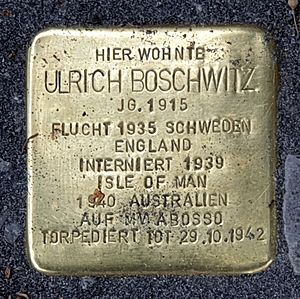 HIER WOHNTE
ULRICH BOSCHWITZ
JG. 1915
FLUCHT 1935 SCHWEDEN
ENGLAND
INTERNIERT 1939
ISLE OF MAN
1940 AUSTRALIEN
AUF MV ABOSSO
TORPEDIERT TOT 29.10.1942